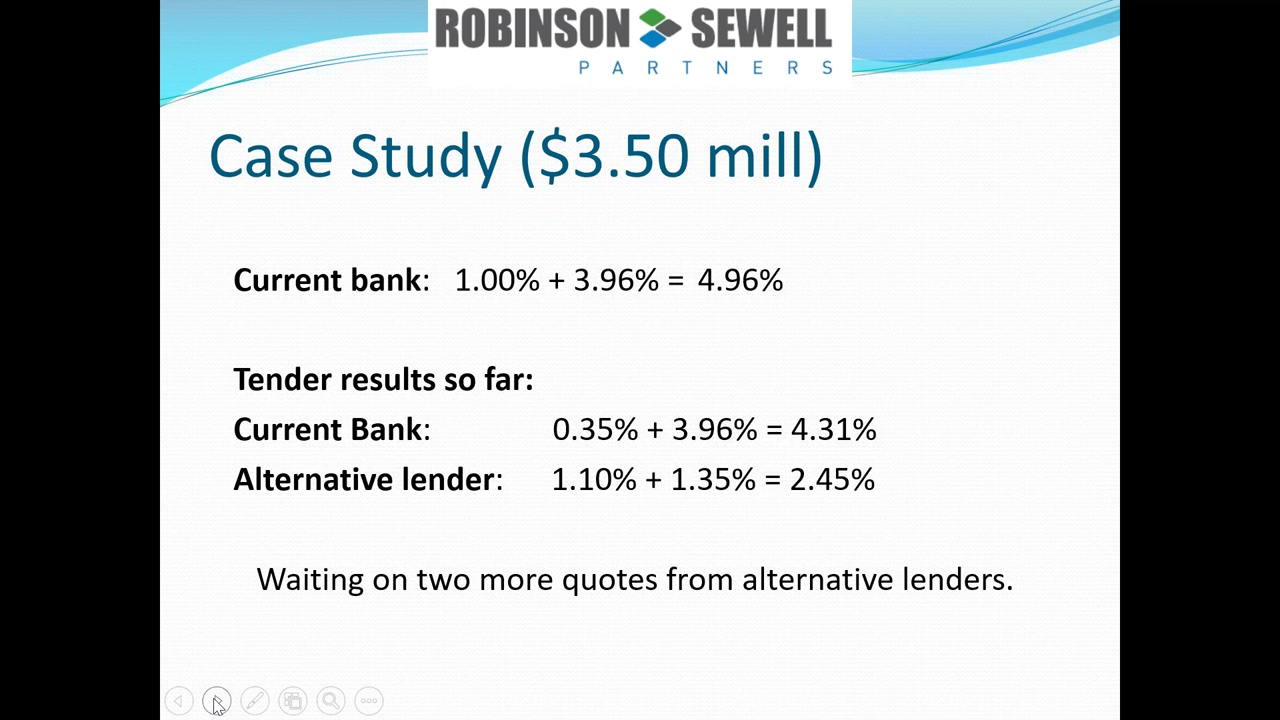 ROBINSON SEWELL
PARTNERS
Case Study ($3.50 mill)
Current bank: 1.00% + 3.96% = 4.96%
Tender results so far:
Current Bank: 0.35% + 3.96% = 4.31%
Alternative lender: 1.10% + 1.35% = 2.45%
Waiting on two more quotes from alternative lenders.